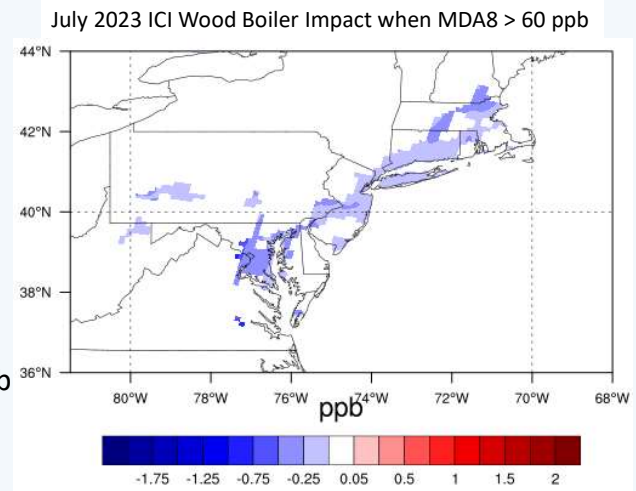 July 2023 ICI Wood Boiler Impact when MDA8 > 60 ppb
44°N
42°N
40°N
38°N
36°N
80°W 78°W 76°W 74°W 72°W 70°W 68°W
ppb
-1.75 -1.25 -0.75 -0.25 0.05 0.5 1 1.5 2